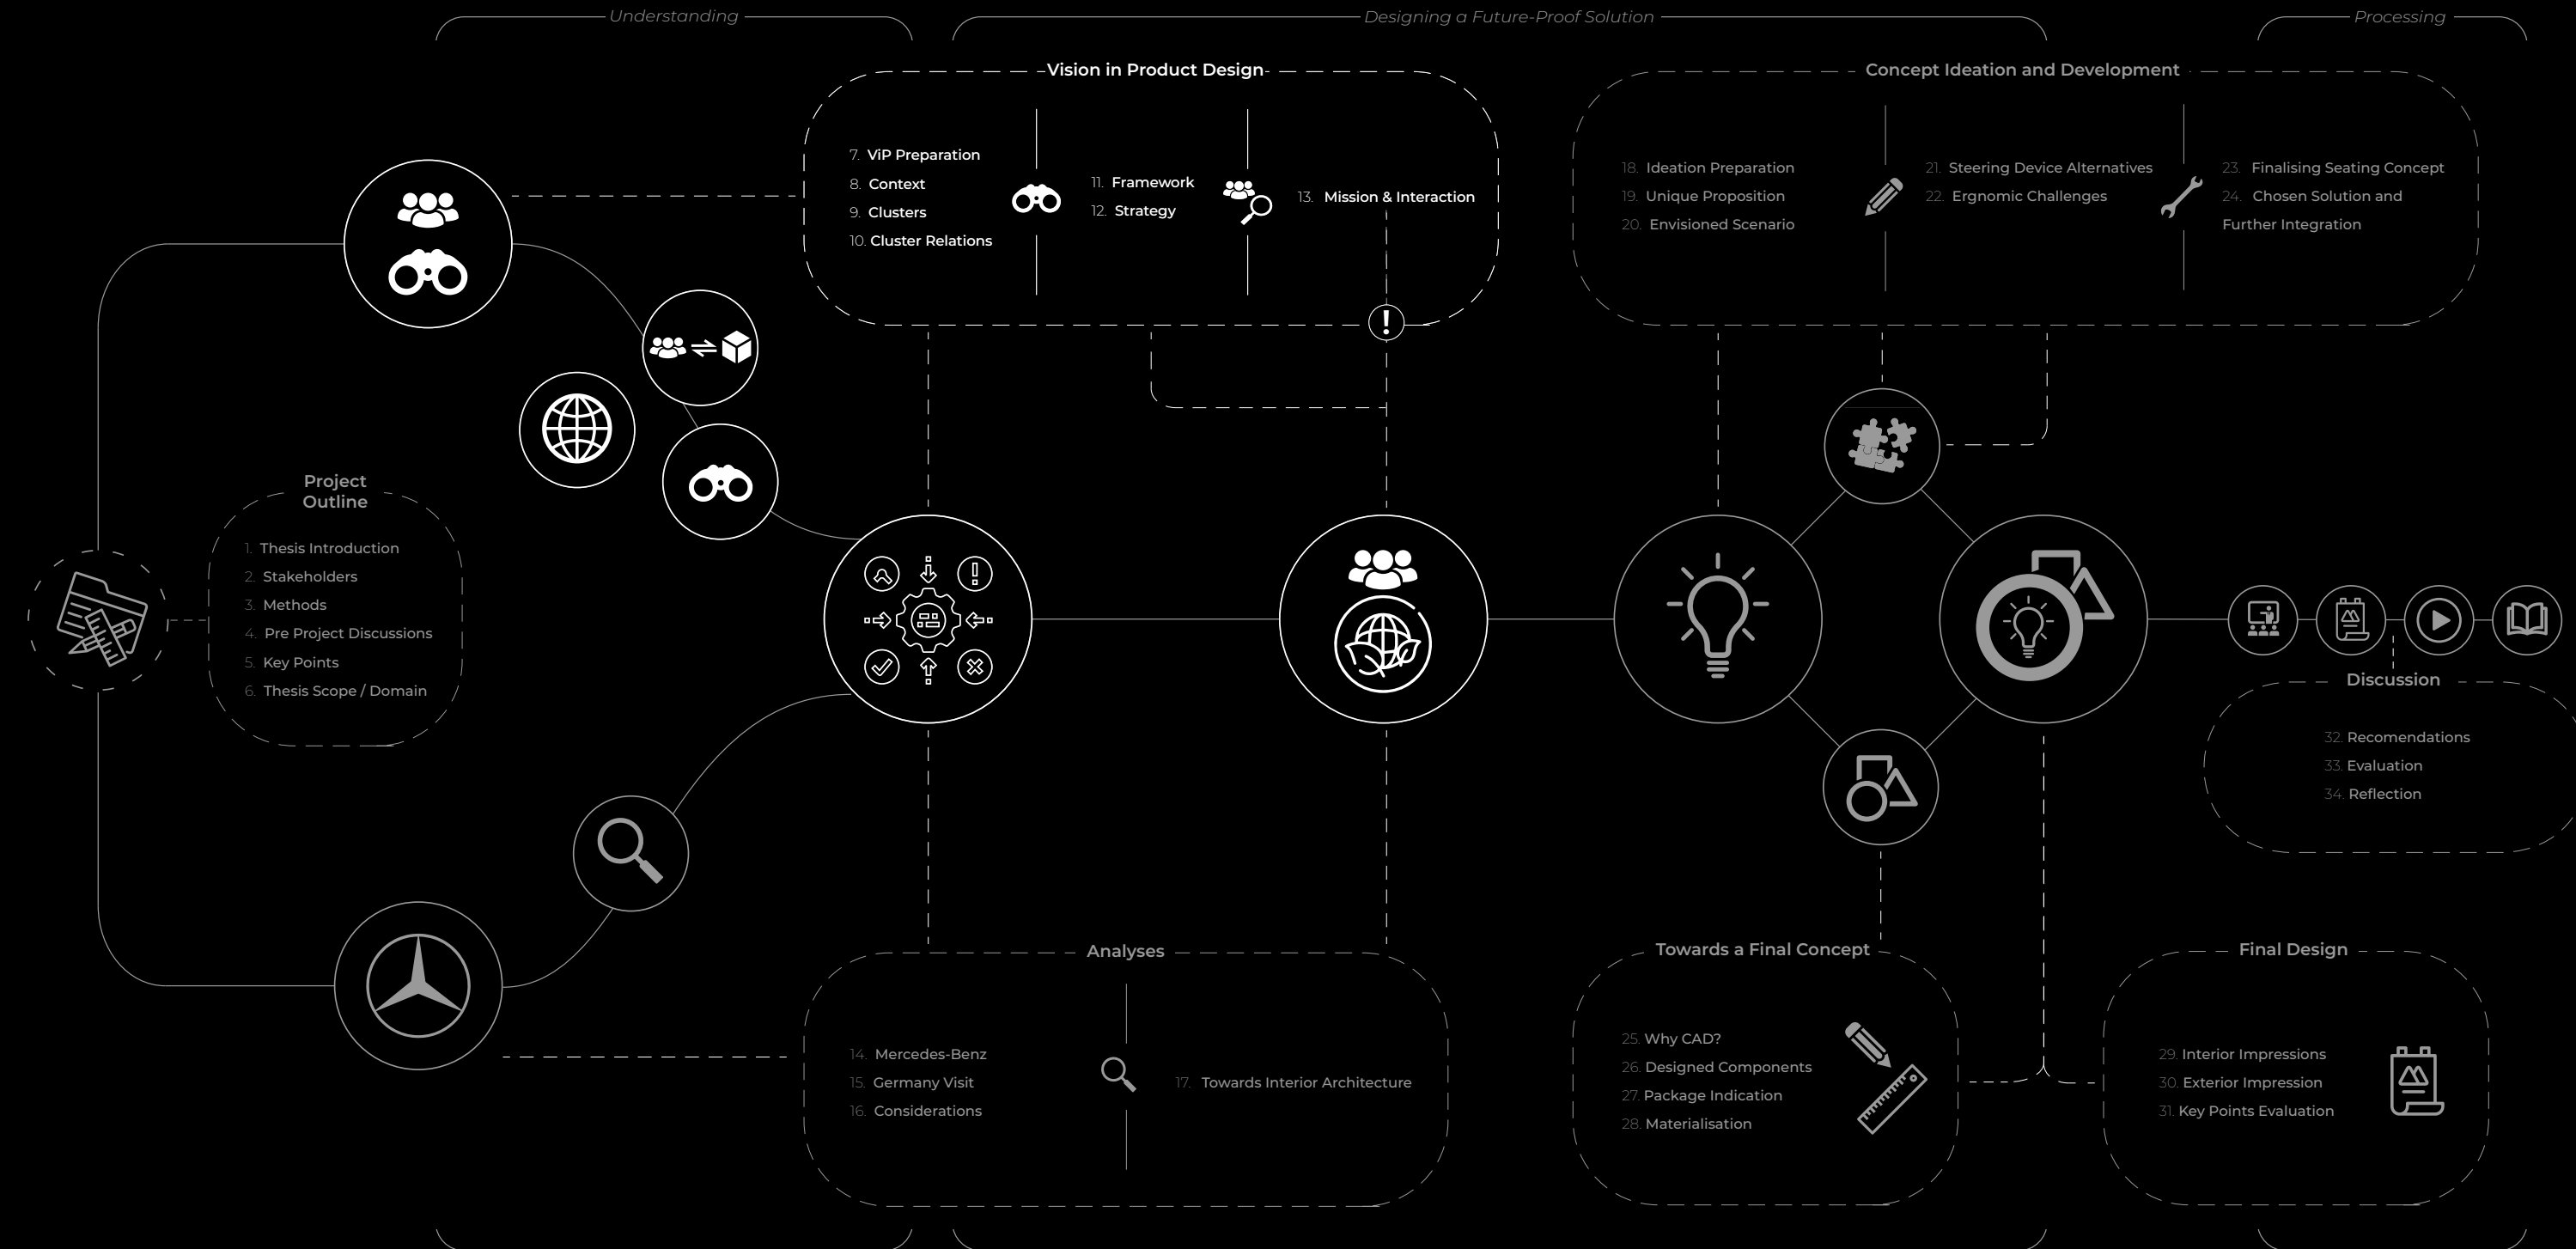 Understanding
Designing a Future-Proof Solution
Processing
Vision in Product Design
7. ViP Preparation
8. Context
9. Clusters
10. Cluster Relations
11. Framework
12. Strategy
13. Mission & Interaction
Concept Ideation and Development
18. Ideation Preparation
19. Unique Proposition
20. Envisioned Scenario
21. Steering Device Alternatives
22. Ergnomic Challenges
23. Finalising Seating Concept
24. Chosen Solution and
Further Integration
Project
Outline
1. Thesis Introduction
2. Stakeholders
3. Methods
4. Pre Project Discussions
5. Key Points
6. Thesis Scope / Domain
Discussion
32. Recomendations
33. Evaluation
34. Reflection
Analyses
14. Mercedes-Benz
15. Germany Visit
16. Considerations
17. Towards Interior Architecture
Towards a Final Concept
25. Why CAD?
26. Designed Components
27. Package Indication
28. Materialisation
Final Design
29. Interior Impressions
30. Exterior Impression
31. Key Points Evaluation